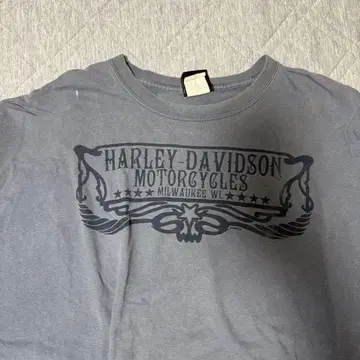 HARLEY-DAVIDSON
MOTORCYCLES
★★★★ MILWAUKEE WI. ★★★★